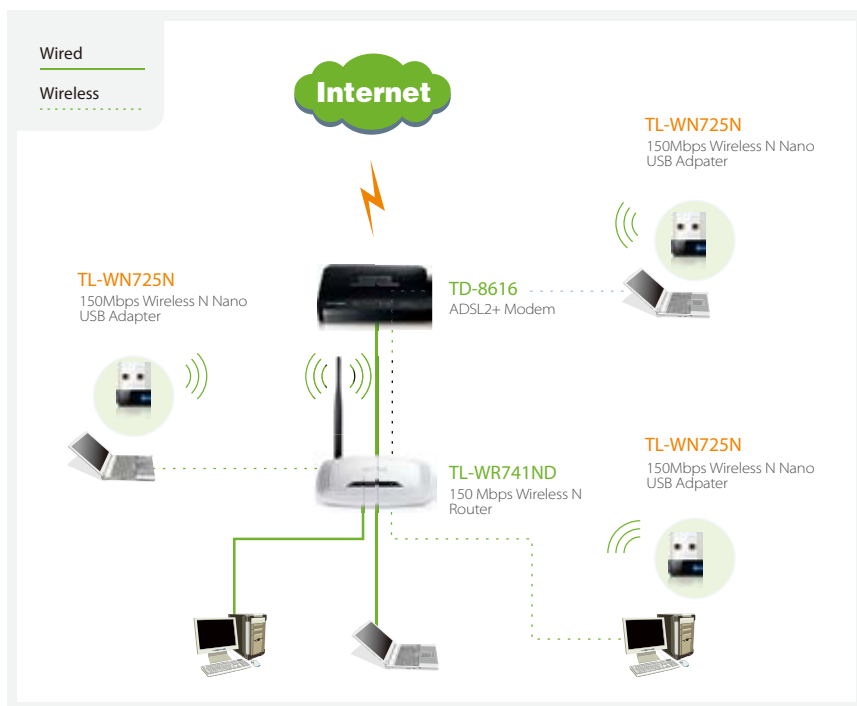 Wired
Wireless
Internet
TL-WN725N
150Mbps Wireless N Nano
USB Adpater
TL-WN725N
150Mbps Wireless N Nano
USB Adapter
TD-8616
ADSL2+ Modem
TL-WN725N
150Mbps Wireless N Nano
USB Adpater
TL-WR741ND
150 Mbps Wireless N
Router